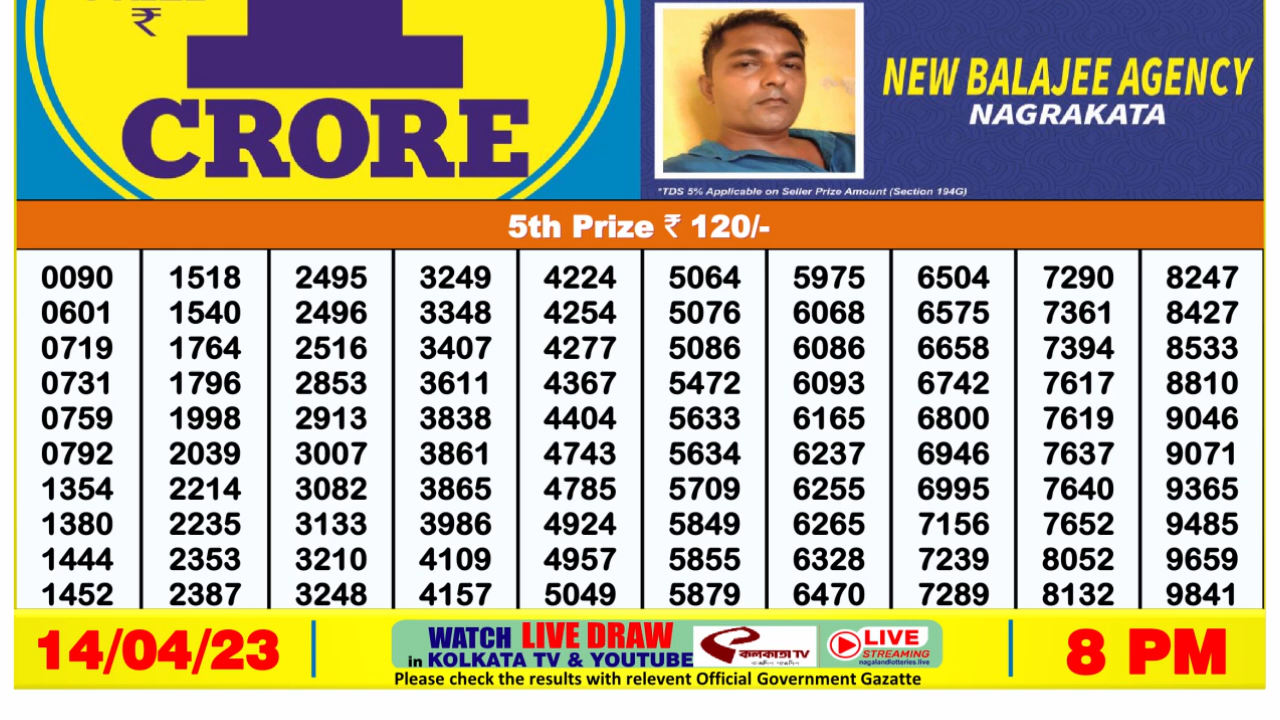 ₹
1
CRORE
NEW BALAJEE AGENCY
NAGRAKATA
*TDS 5% Applicable on Seller Prize Amount (Section 194G)
5th Prize ₹ 120/-
0090 1518 2495 3249 4224 5064 5975 6504 7290 8247
0601 1540 2496 3348 4254 5076 6068 6575 7361 8427
0719 1764 2516 3407 4277 5086 6086 6658 7394 8533
0731 1796 2853 3611 4367 5472 6093 6742 7617 8810
0759 1998 2913 3838 4404 5633 6165 6800 7619 9046
0792 2039 3007 3861 4743 5634 6237 6946 7637 9071
1354 2214 3082 3865 4785 5709 6255 6995 7640 9365
1380 2235 3133 3986 4924 5849 6265 7156 7652 9485
1444 2353 3210 4109 4957 5855 6328 7239 8052 9659
1452 2387 3248 4157 5049 5879 6470 7289 8132 9841
14/04/23
WATCH LIVE DRAW
in KOLKATA TV & YOUTUBE
কলকাতা TV
LIVE
STREAMING
nagalandlotteries.live
Please check the results with relevent Official Government Gazatte
8 PM